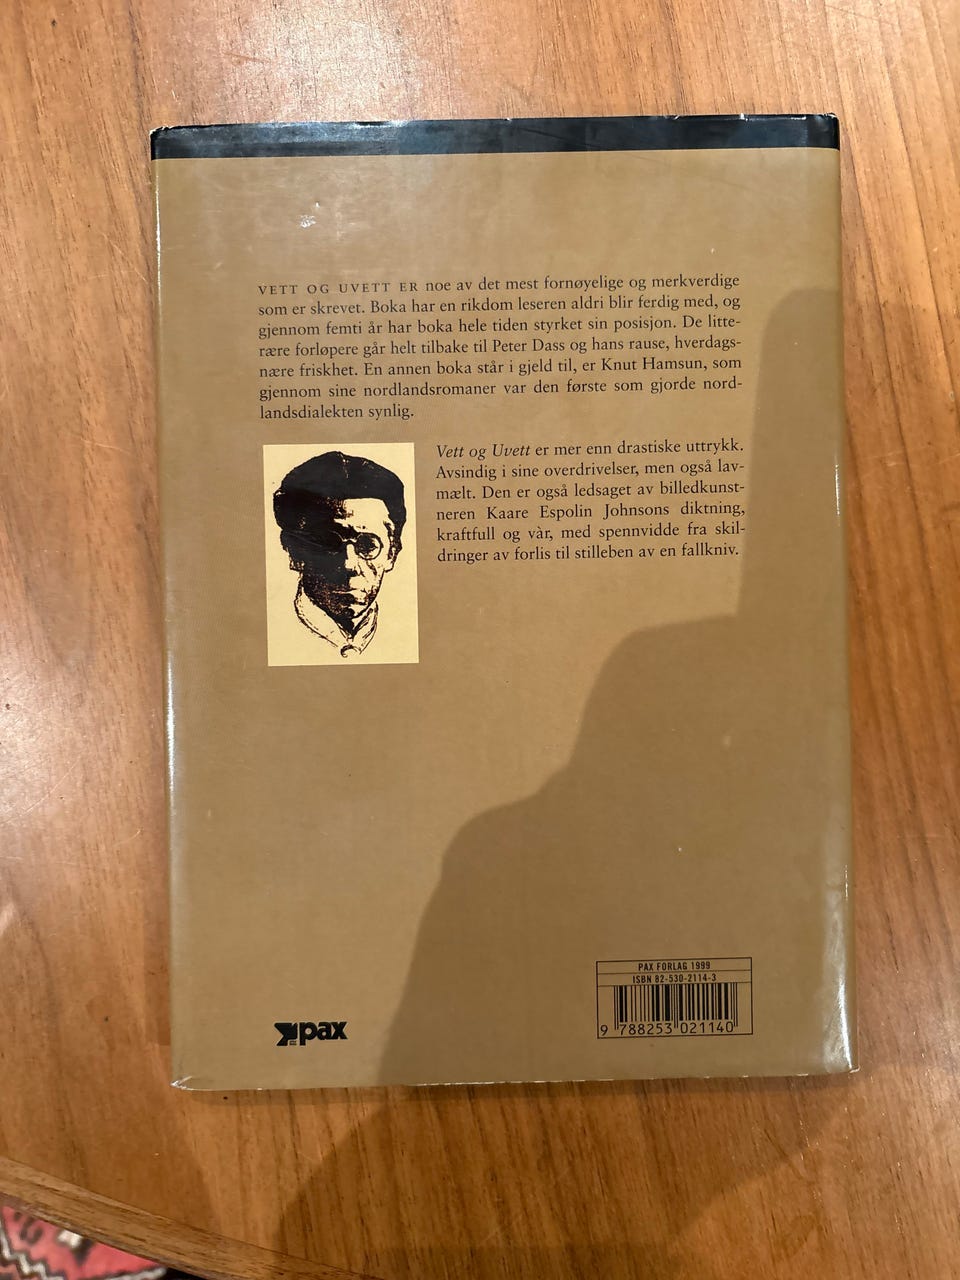 VETT OG UVETT ER noe av det mest fornøyelige og merkverdige
som er skrevet. Boka har en rikdom leseren aldri blir ferdig med, og
gjennom femti år har boka hele tiden styrket sin posisjon. De litte-
rære forløpere går helt tilbake til Peter Dass og hans rause, hverdags-
nære friskhet. En annen boka står i gjeld til, er Knut Hamsun, som
gjennom sine nordlandsromaner var den første som gjorde nord-
landsdialekten synlig.
Vett og Uvett er mer enn drastiske uttrykk.
Avsindig i sine overdrivelser, men også lav-
mælt. Den er også ledsaget av billedkunst-
neren Kaare Espolin Johnsons diktning,
kraftfull og vàr, med spennvidde fra skil-
dringer av forlis til stilleben av en fallkniv.
pax
PAX FORLAG 1999
ISBN 82-530-2114-3
9 788253 021140